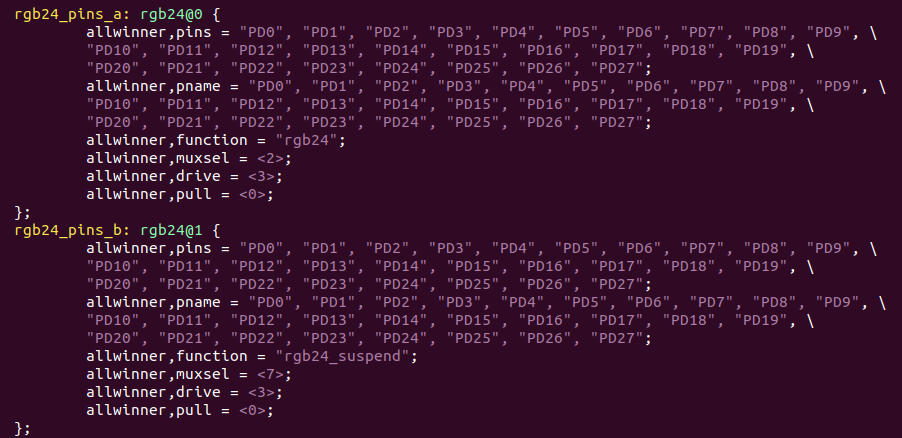 rgb24_pins_a: rgb24@0 {
allwinner,pins = "PD0", "PD1", "PD2", "PD3", "PD4", "PD5", "PD6", "PD7", "PD8", "PD9", \
"PD10", "PD11", "PD12", "PD13", "PD14", "PD15", "PD16", "PD17", "PD18", "PD19", \
"PD20", "PD21", "PD22", "PD23", "PD24", "PD25", "PD26", "PD27";
allwinner,pname = "PD0", "PD1", "PD2", "PD3", "PD4", "PD5", "PD6", "PD7", "PD8", "PD9", \
"PD10", "PD11", "PD12", "PD13", "PD14", "PD15", "PD16", "PD17", "PD18", "PD19", \
"PD20", "PD21", "PD22", "PD23", "PD24", "PD25", "PD26", "PD27";
allwinner,function = "rgb24";
allwinner,muxsel = <2>;
allwinner,drive = <3>;
allwinner,pull = <0>;
};
rgb24_pins_b: rgb24@1 {
allwinner,pins = "PD0", "PD1", "PD2", "PD3", "PD4", "PD5", "PD6", "PD7", "PD8", "PD9", \
"PD10", "PD11", "PD12", "PD13", "PD14", "PD15", "PD16", "PD17", "PD18", "PD19", \
"PD20", "PD21", "PD22", "PD23", "PD24", "PD25", "PD26", "PD27";
allwinner,pname = "PD0", "PD1", "PD2", "PD3", "PD4", "PD5", "PD6", "PD7", "PD8", "PD9", \
"PD10", "PD11", "PD12", "PD13", "PD14", "PD15", "PD16", "PD17", "PD18", "PD19", \
"PD20", "PD21", "PD22", "PD23", "PD24", "PD25", "PD26", "PD27";
allwinner,function = "rgb24_suspend";
allwinner,muxsel = <7>;
allwinner,drive = <3>;
allwinner,pull = <0>;
};